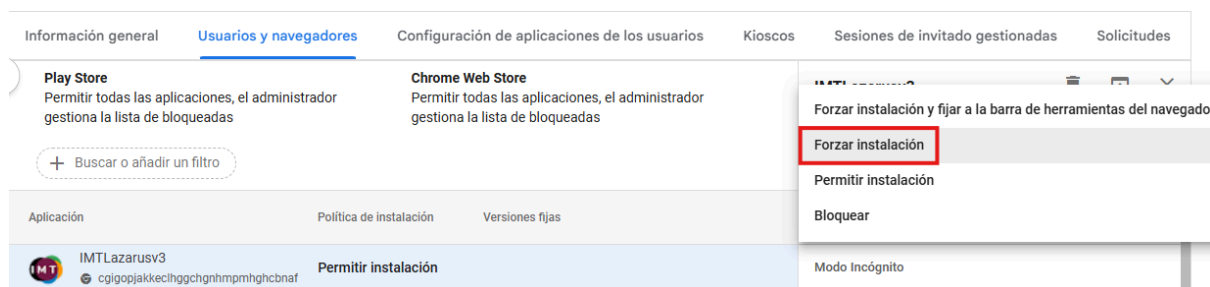 Información general
Usuarios y navegadores
Configuración de aplicaciones de los usuarios
Kioscos
Sesiones de invitado gestionadas
Solicitudes
Play Store
Permitir todas las aplicaciones, el administrador
gestiona la lista de bloqueadas
Chrome Web Store
Permitir todas las aplicaciones, el administrador
gestiona la lista de bloqueadas
IMTLazarusv3
Buscar o añadir un filtro
Forzar instalación y fijar a la barra de herramientas del navegado
Forzar instalación
Permitir instalación
Bloquear
Aplicación
Política de instalación
Versiones fijas
IMT
IMTLazarusv3
cgigopjakkeclhggchgnhmpmhghcbnaf
Permitir instalación
Modo Incógnito